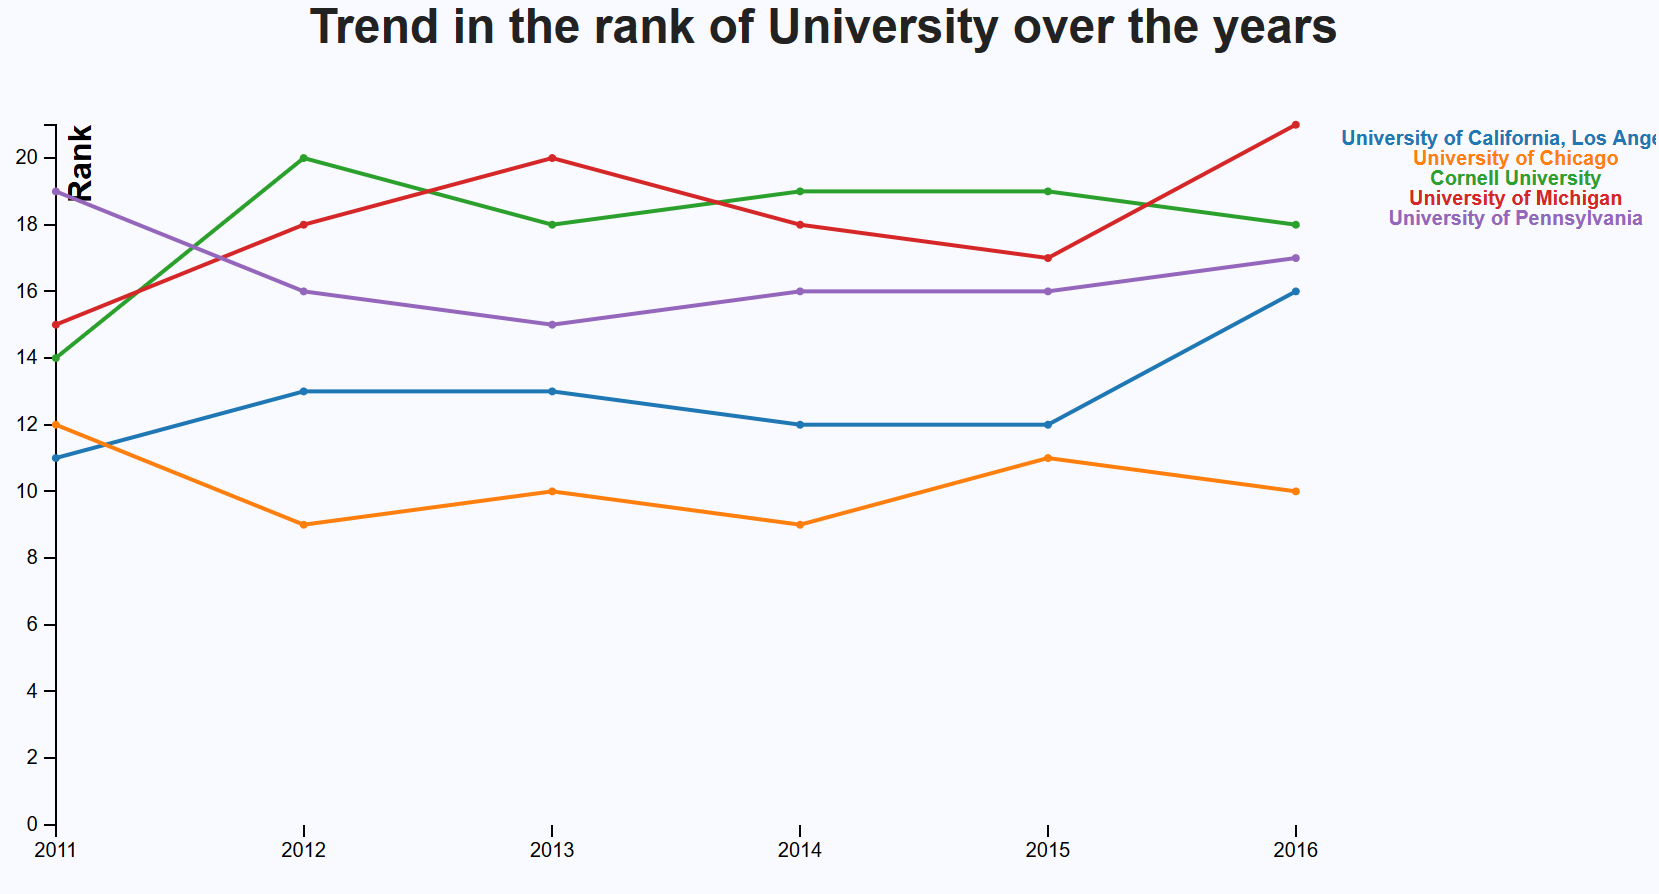 Trend in the rank of University over the years
Rank
20
18
16
14
12
10
8
6
4
2
0
2011 2012 2013 2014 2015 2016
University of California, Los Ange
University of Chicago
Cornell University
University of Michigan
University of Pennsylvania